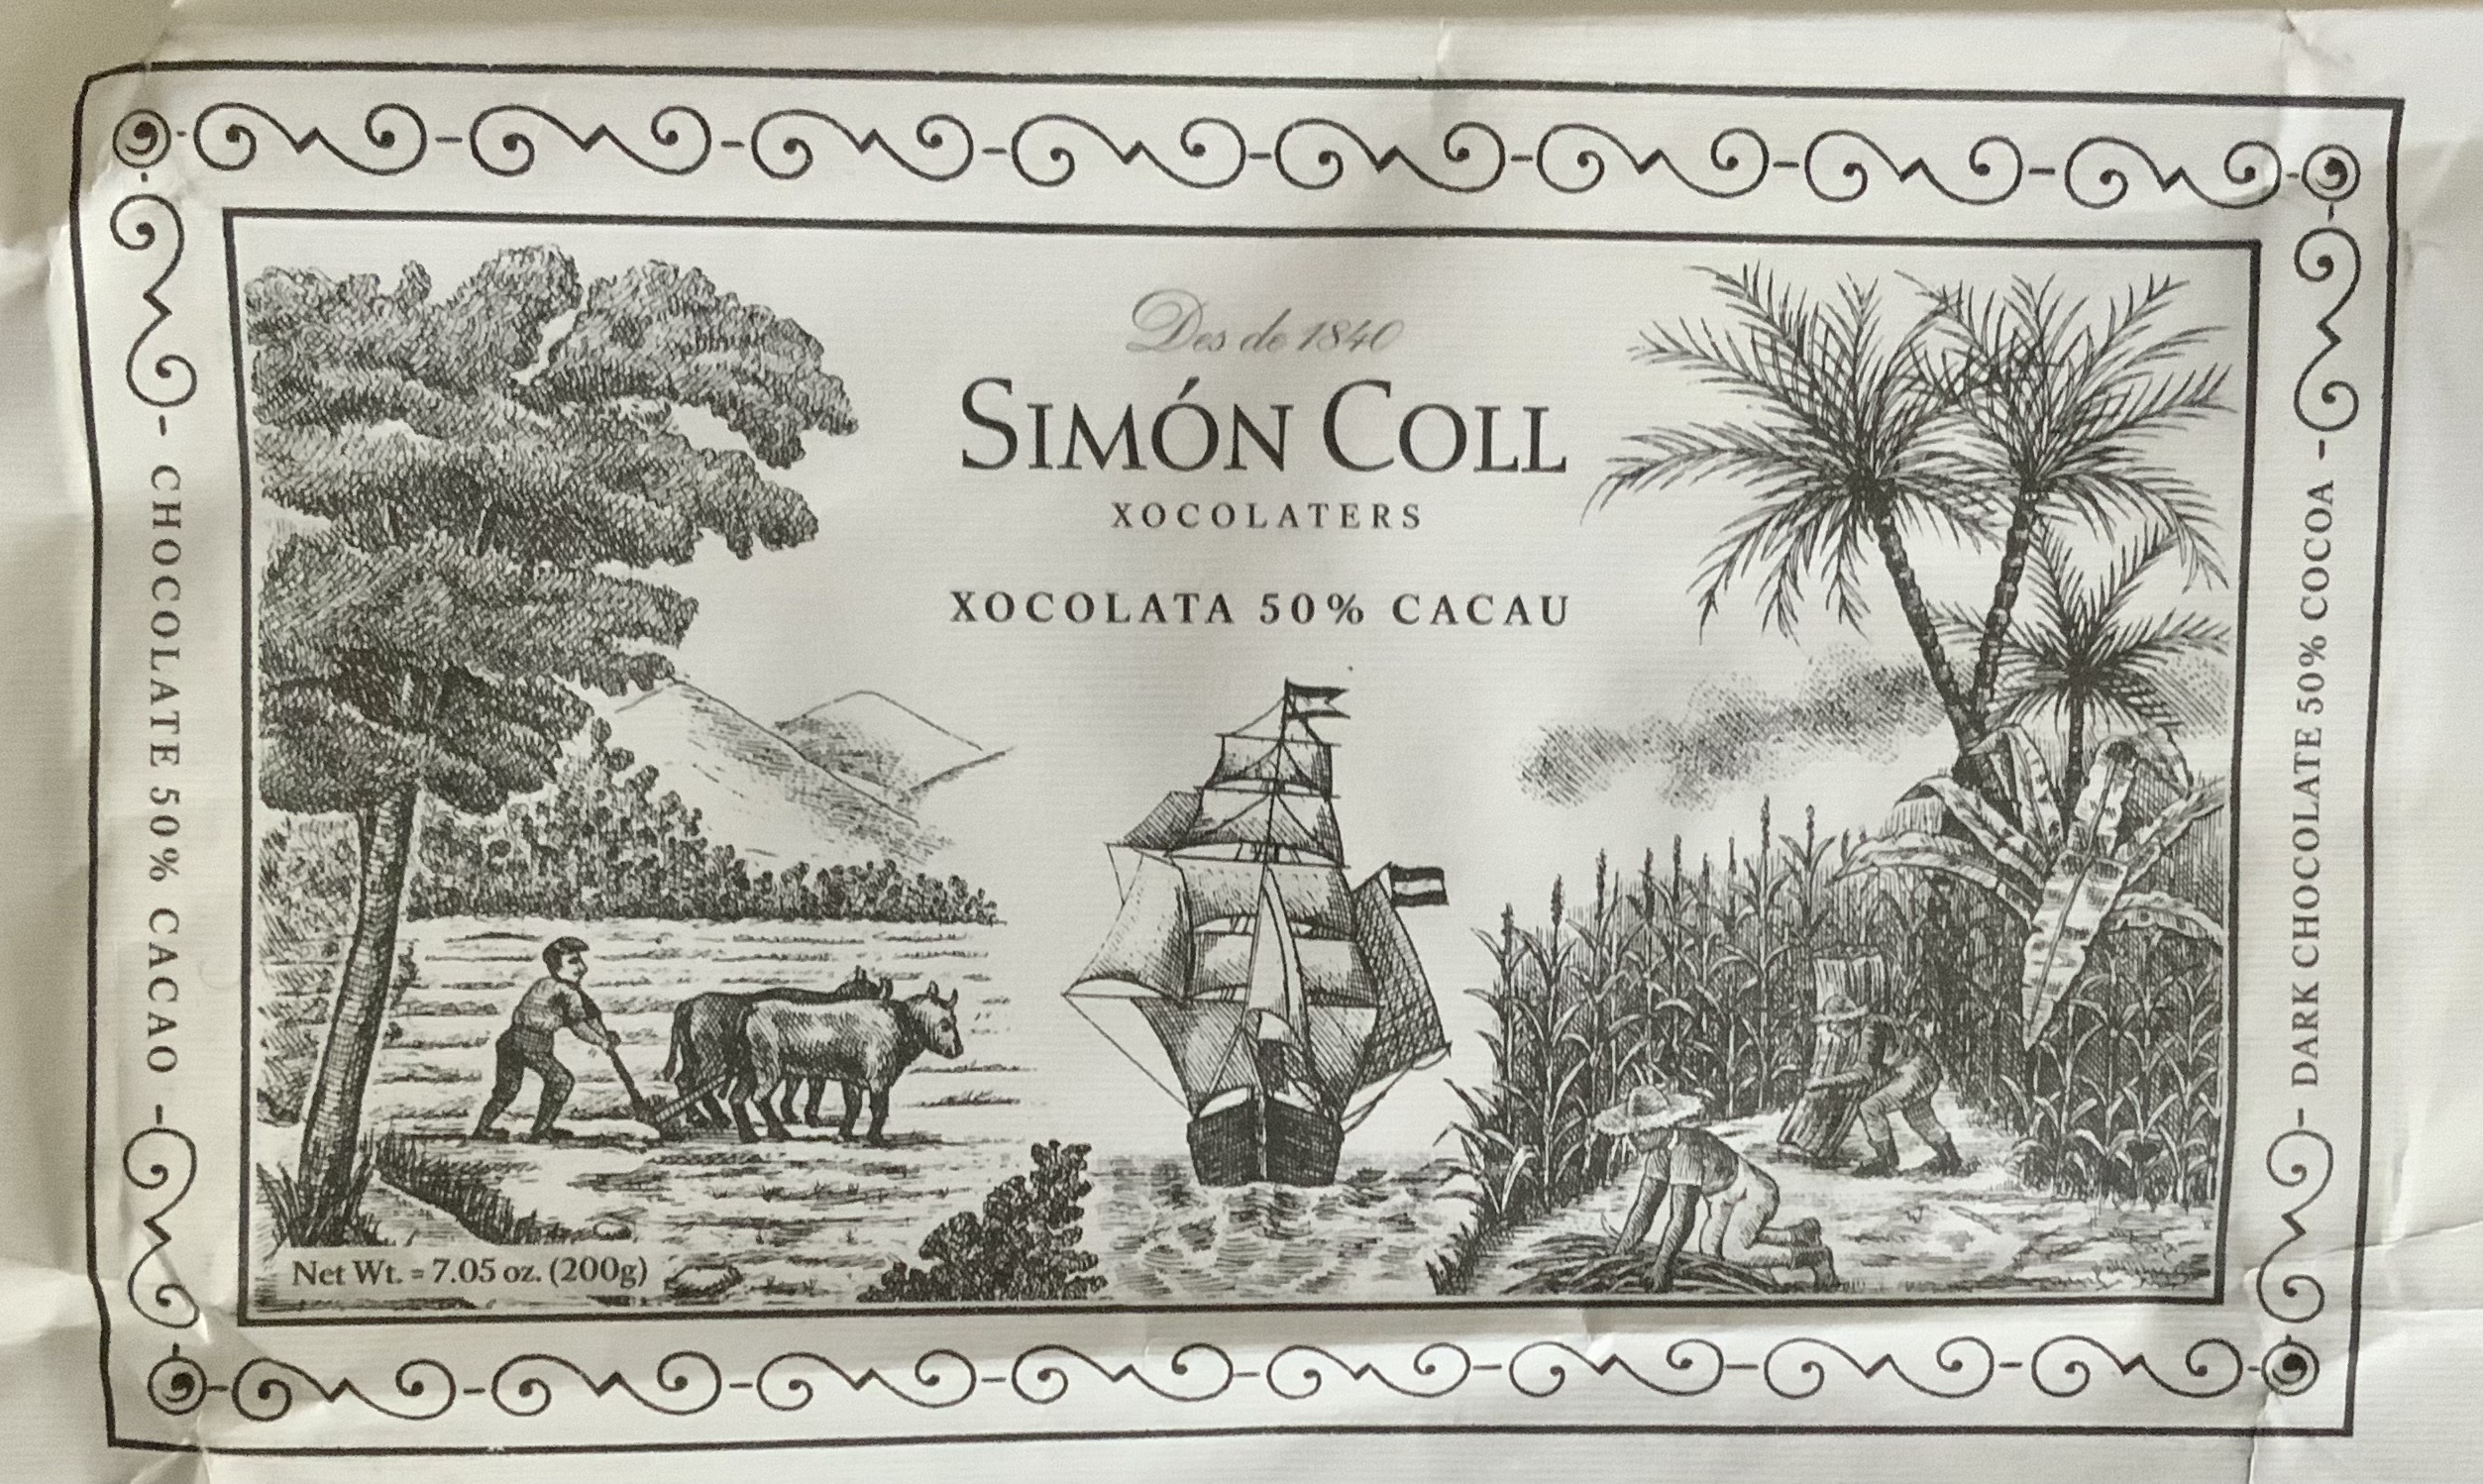 Des de 1840
SIMÓN COLL
XOCOLATERS
XOCOLATA 50% CACAU
CHOCOLATE 50% CACAO
DARK CHOCOLATE 50% COCOA
Net Wt. = 7.05 oz. (200g)